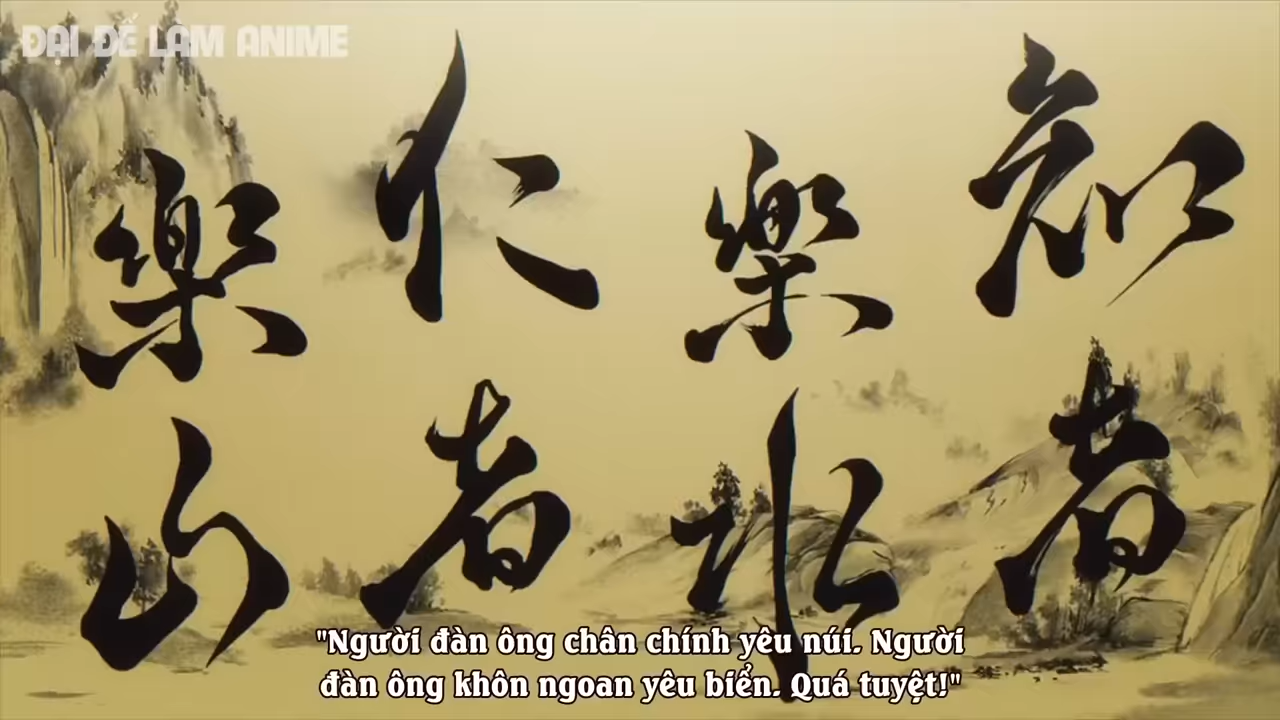 ĐẠI ĐẾ LÀM ANIME
知者
樂水
仁者
樂山
"Người đàn ông chân chính yêu núi. Người
đàn ông khôn ngoan yêu biển. Quá tuyệt!"